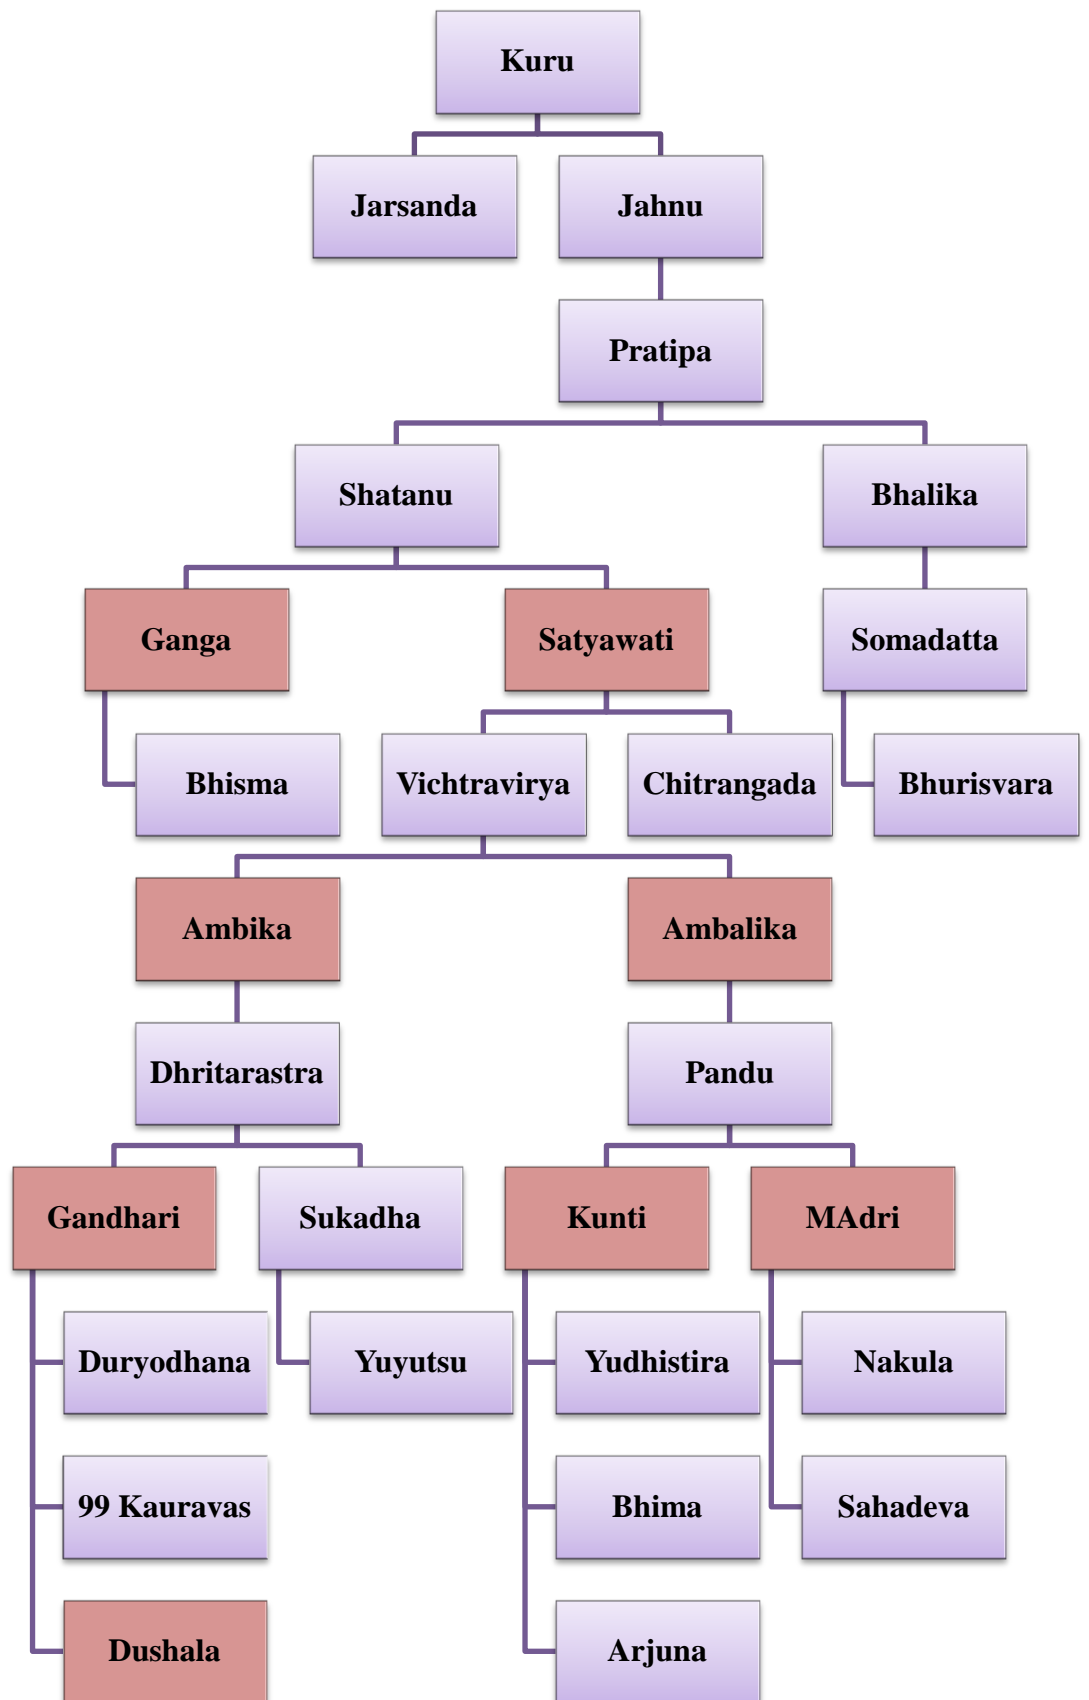 Kuru
Jarsanda
Jahnu
Pratipa
Shatanu
Bhalika
Ganga
Satyawati
Somadatta
Bhisma
Vichtravirya
Chitrangada
Bhurisvara
Ambika
Ambalika
Dhritarastra
Pandu
Gandhari
Sukadha
Kunti
MAdri
Duryodhana
Yuyutsu
Yudhistira
Nakula
99 Kauravas
Bhima
Sahadeva
Dushala
Arjuna